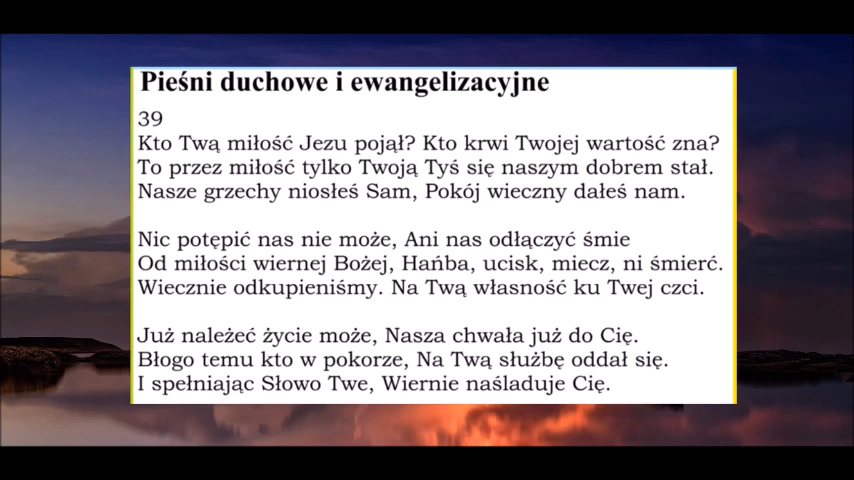 Pieśni duchowe i ewangelizacyjne
39
Kto Twą miłość Jezu pojął? Kto krwi Twojej wartość zna?
To przez miłość tylko Twoją Tyś się naszym dobrem stał.
Nasze grzechy niosłeś Sam, Pokój wieczny dałeś nam.
Nic potępić nas nie może, Ani nas odłączyć śmie
Od miłości wiernej Bożej, Hańba, ucisk, miecz, ni śmierć.
Wiecznie odkupieniśmy. Na Twą własność ku Twej czci.
Już należeć życie może, Nasza chwała już do Cię.
Błogo temu kto w pokorze, Na Twą służbę oddał się.
I spełniając Słowo Twe, Wiernie naśladuje Cię.